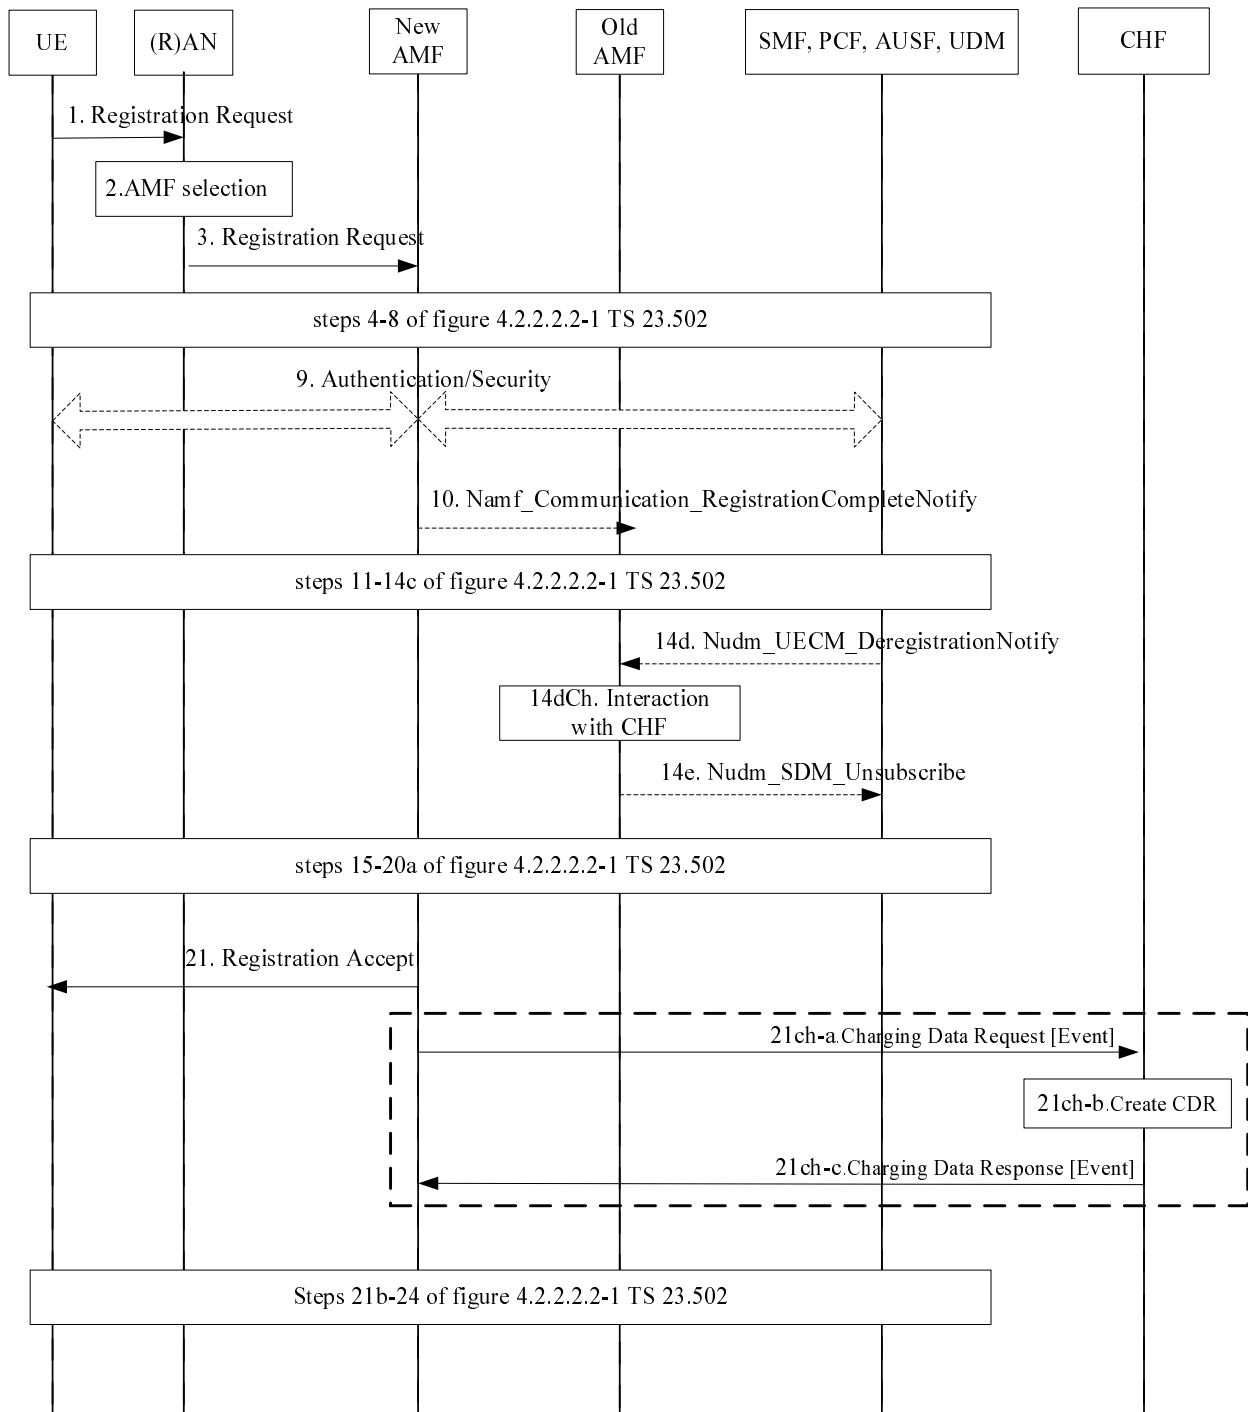 UE
(R)AN
New
AMF
Old
AMF
SMF, PCF, AUSF, UDM
CHF
1. Registration Request
2.AMF selection
3. Registration Request
steps 4-8 of figure 4.2.2.2.2-1 TS 23.502
9. Authentication/Security
10. Namf_Communication_RegistrationCompleteNotify
steps 11-14c of figure 4.2.2.2.2-1 TS 23.502
14d. Nudm_UECM_DeregistrationNotify
14dCh. Interaction
with CHF
14e. Nudm_SDM_Unsubscribe
steps 15-20a of figure 4.2.2.2.2-1 TS 23.502
21. Registration Accept
21ch-a.Charging Data Request [Event]
21ch-b.Create CDR
21ch-c.Charging Data Response [Event]
Steps 21b-24 of figure 4.2.2.2.2-1 TS 23.502